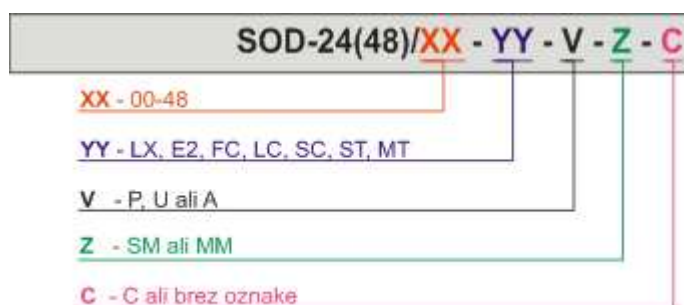 SOD-24(48)/XX - YY - V - Z - C
XX - 00-48
YY - LX, E2, FC, LC, SC, ST, MT
V - P, U ali A
Z - SM ali MM
C - C ali brez oznake